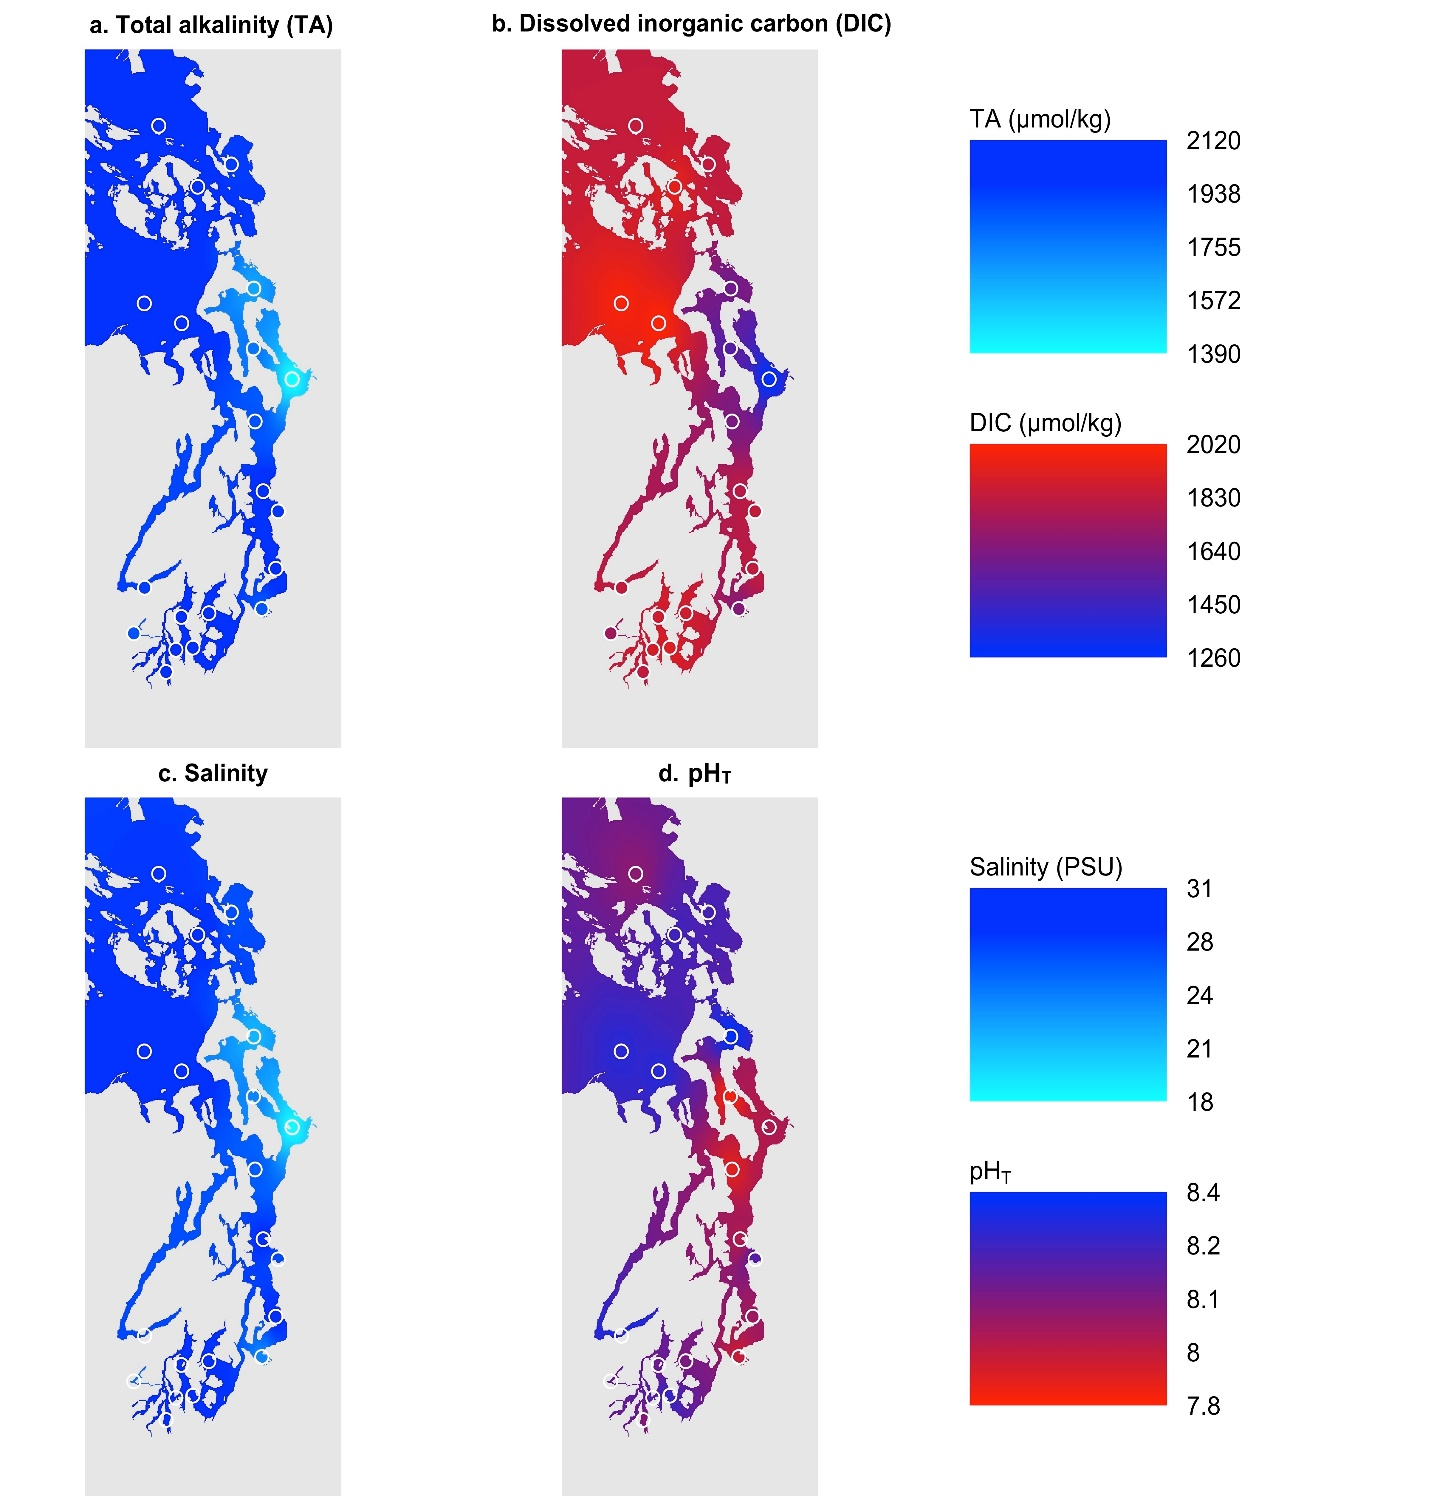 a. Total alkalinity (TA)
b. Dissolved inorganic carbon (DIC)
TA (µmol/kg)
2120
1938
1755
1572
1390
DIC (µmol/kg)
2020
1830
1640
1450
1260
c. Salinity
d. pHT
Salinity (PSU)
31
28
24
21
18
pHT
8.4
8.2
8.1
8
7.8